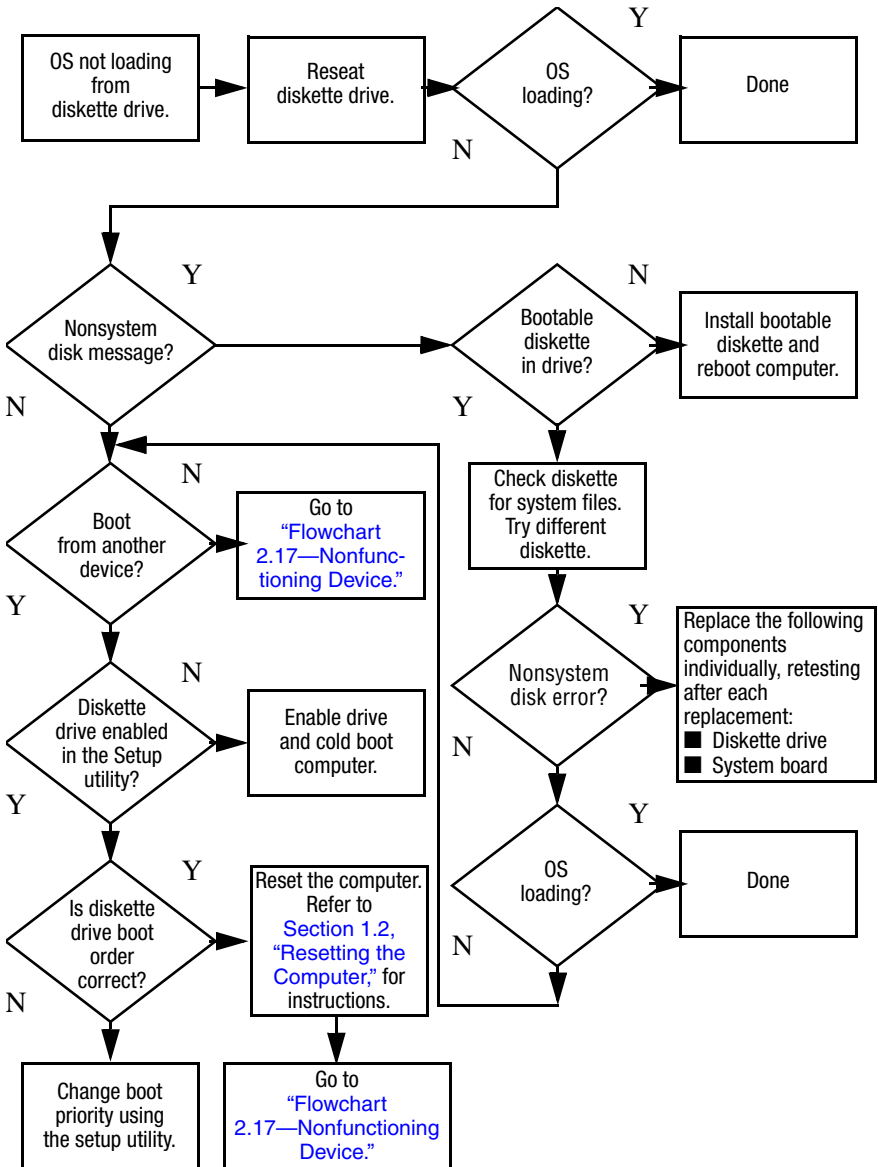 OS not loading
from
diskette drive.
Reseat
diskette drive.
OS
loading?
Y
N
Done
Nonsystem
disk message?
Y
N
Bootable
diskette
in drive?
N
Y
Install bootable
diskette and
reboot computer.
Boot
from another
device?
N
Y
Go to
“Flowchart
2.17—Nonfunc-
tioning Device.”
Check diskette
for system files.
Try different
diskette.
Diskette
drive enabled
in the Setup
utility?
N
Y
Enable drive
and cold boot
computer.
Nonsystem
disk error?
Y
N
Replace the following
components
individually, retesting
after each
replacement:
■ Diskette drive
■ System board
Is diskette
drive boot
order
correct?
Y
N
Reset the computer.
Refer to
Section 1.2,
“Resetting the
Computer,” for
instructions.
OS
loading?
Y
N
Done
Change boot
priority using
the setup utility.
Go to
“Flowchart
2.17—Nonfunctioning
Device.”